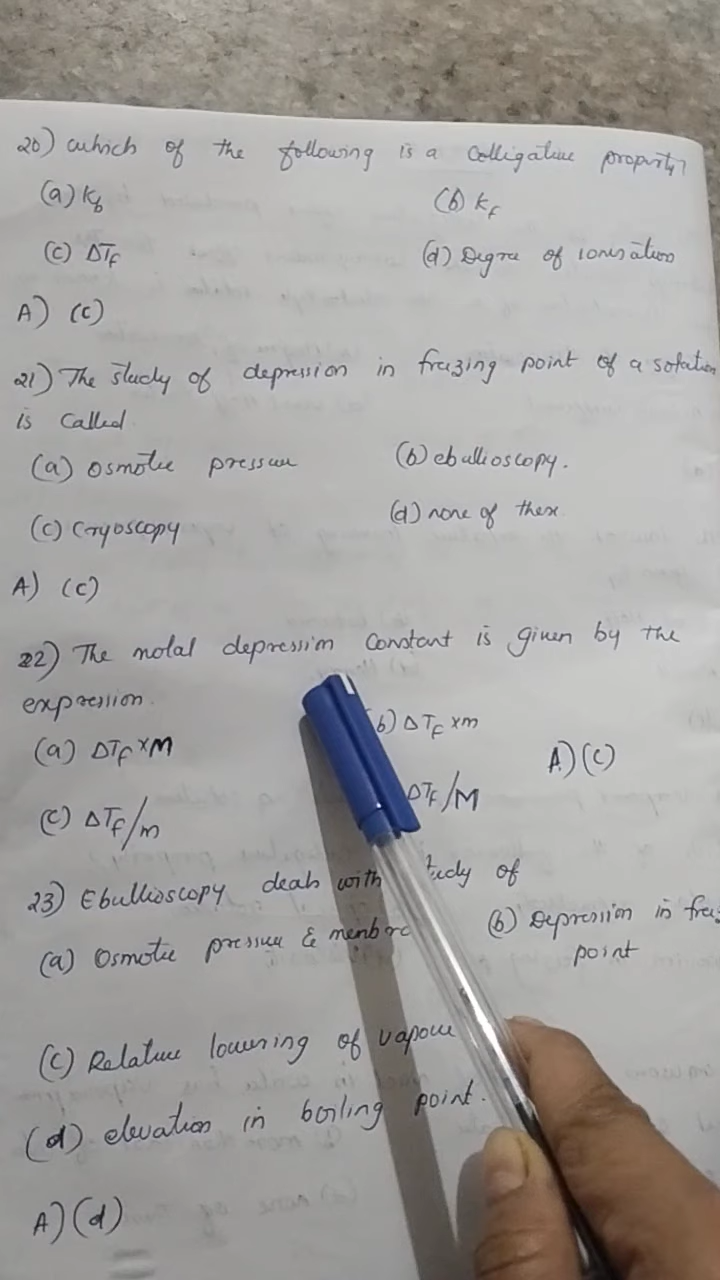 20) which of the following is a Colligative property?
(a) Kb (b) Kf
(c) ΔTf (d) Degree of ionisation
A) (c)
21) The study of depression in freezing point of a solution
is called.
(a) Osmotic pressure (b) ebullioscopy.
(c) Cryoscopy (d) none of these
A) (c)
22) The molal depression Constant is given by the
expression.
(a) ΔTf × M b) ΔTf × m
(c) ΔTf/m ΔTf/M A) (c)
23) Ebullioscopy deals with study of
(a) Osmotic pressure & (b) Depression in
point
(c) Relative lowering of vapour
(d) elevation in boiling point.
A) (d)